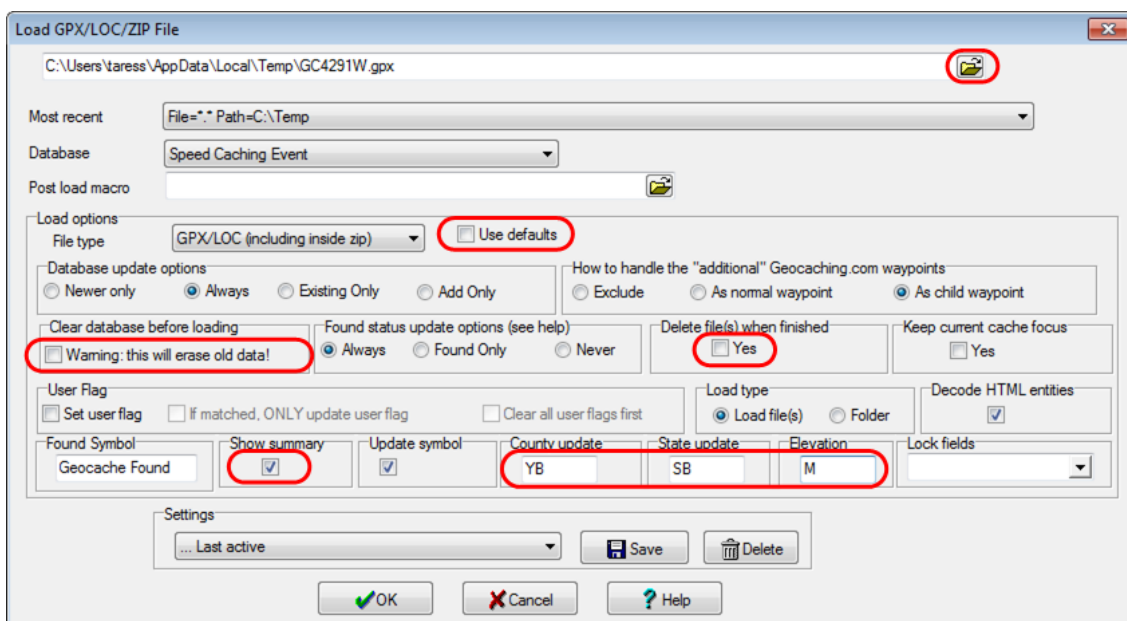 Load GPX/LOC/ZIP File
C:\Users\taress\AppData\Local\Temp\GC4291W.gpx
Most recent File=*.* Path=C:\Temp
Database Speed Caching Event
Post load macro
Load options
File type GPX/LOC (including inside zip) Use defaults
Database update options How to handle the "additional" Geocaching.com waypoints
Newer only Always Existing Only Add Only Exclude As normal waypoint As child waypoint
Clear database before loading Found status update options (see help) Delete file(s) when finished Keep current cache focus
Warning: this will erase old data! Always Found Only Never Yes Yes
User Flag Load type Decode HTML entities
Set user flag If matched, ONLY update user flag Clear all user flags first Load file(s) Folder
Found Symbol Show summary Update symbol County update State update Elevation Lock fields
Geocache Found YB SB M
Settings
... Last active Save Delete
OK Cancel ? Help